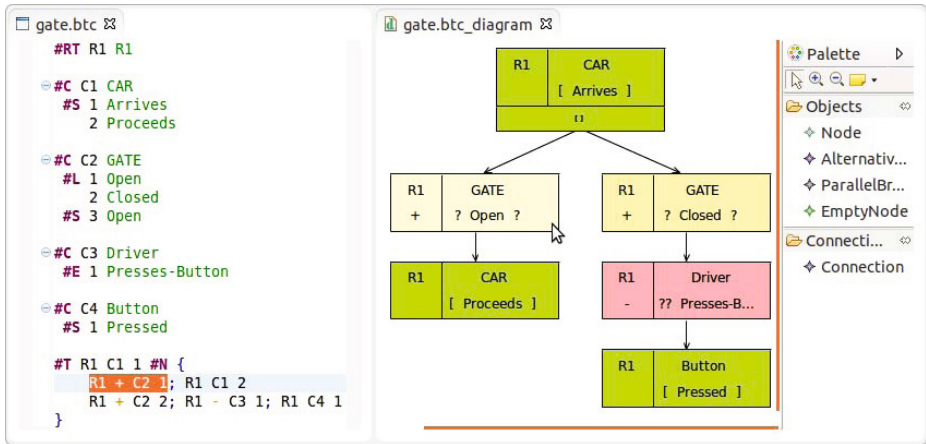 gate.btc
#RT R1 R1
#C C1 CAR
#S 1 Arrives
2 Proceeds
#C C2 GATE
#L 1 Open
2 Closed
#S 3 Open
#C C3 Driver
#E 1 Presses-Button
#C C4 Button
#S 1 Pressed
#T R1 C1 1 #N {
R1 + C2 1; R1 C1 2
R1 + C2 2; R1 - C3 1; R1 C4 1
}
gate.btc_diagram
R1 CAR
[ Arrives ]
[]
R1 GATE
+ ? Open ?
R1 GATE
+ ? Closed ?
R1 CAR
[ Proceeds ]
R1 Driver
- ?? Presses-B...
R1 Button
[ Pressed ]
Palette
Objects
Node
Alternativ...
ParallelBr...
EmptyNode
Connecti...
Connection